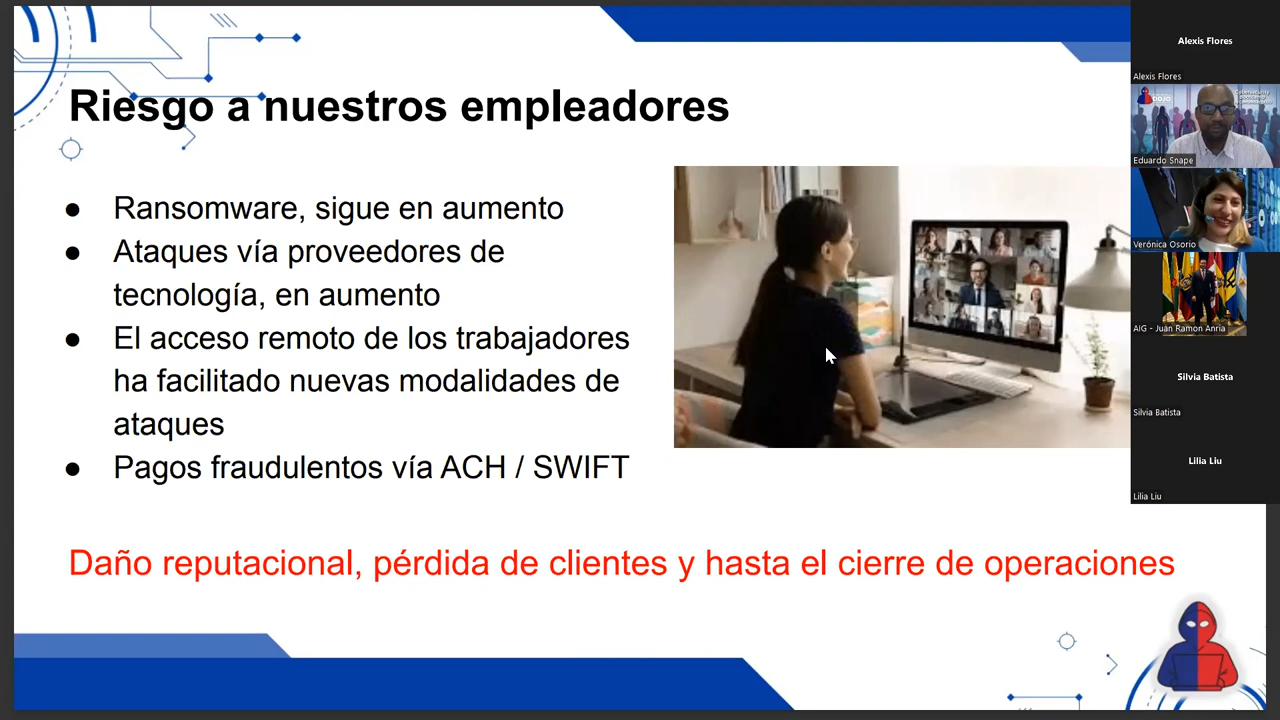 Riesgo a nuestros empleadores
● Ransomware, sigue en aumento
● Ataques vía proveedores de
tecnología, en aumento
● El acceso remoto de los trabajadores
ha facilitado nuevas modalidades de
ataques
● Pagos fraudulentos vía ACH / SWIFT
Daño reputacional, pérdida de clientes y hasta el cierre de operaciones
Alexis Flores
Alexis Flores
DOJO
Eduardo Snape
Verónica Osorio
AIG - Juan Ramon Anria
Silvia Batista
Silvia Batista
Lilia Liu
Lilia Liu